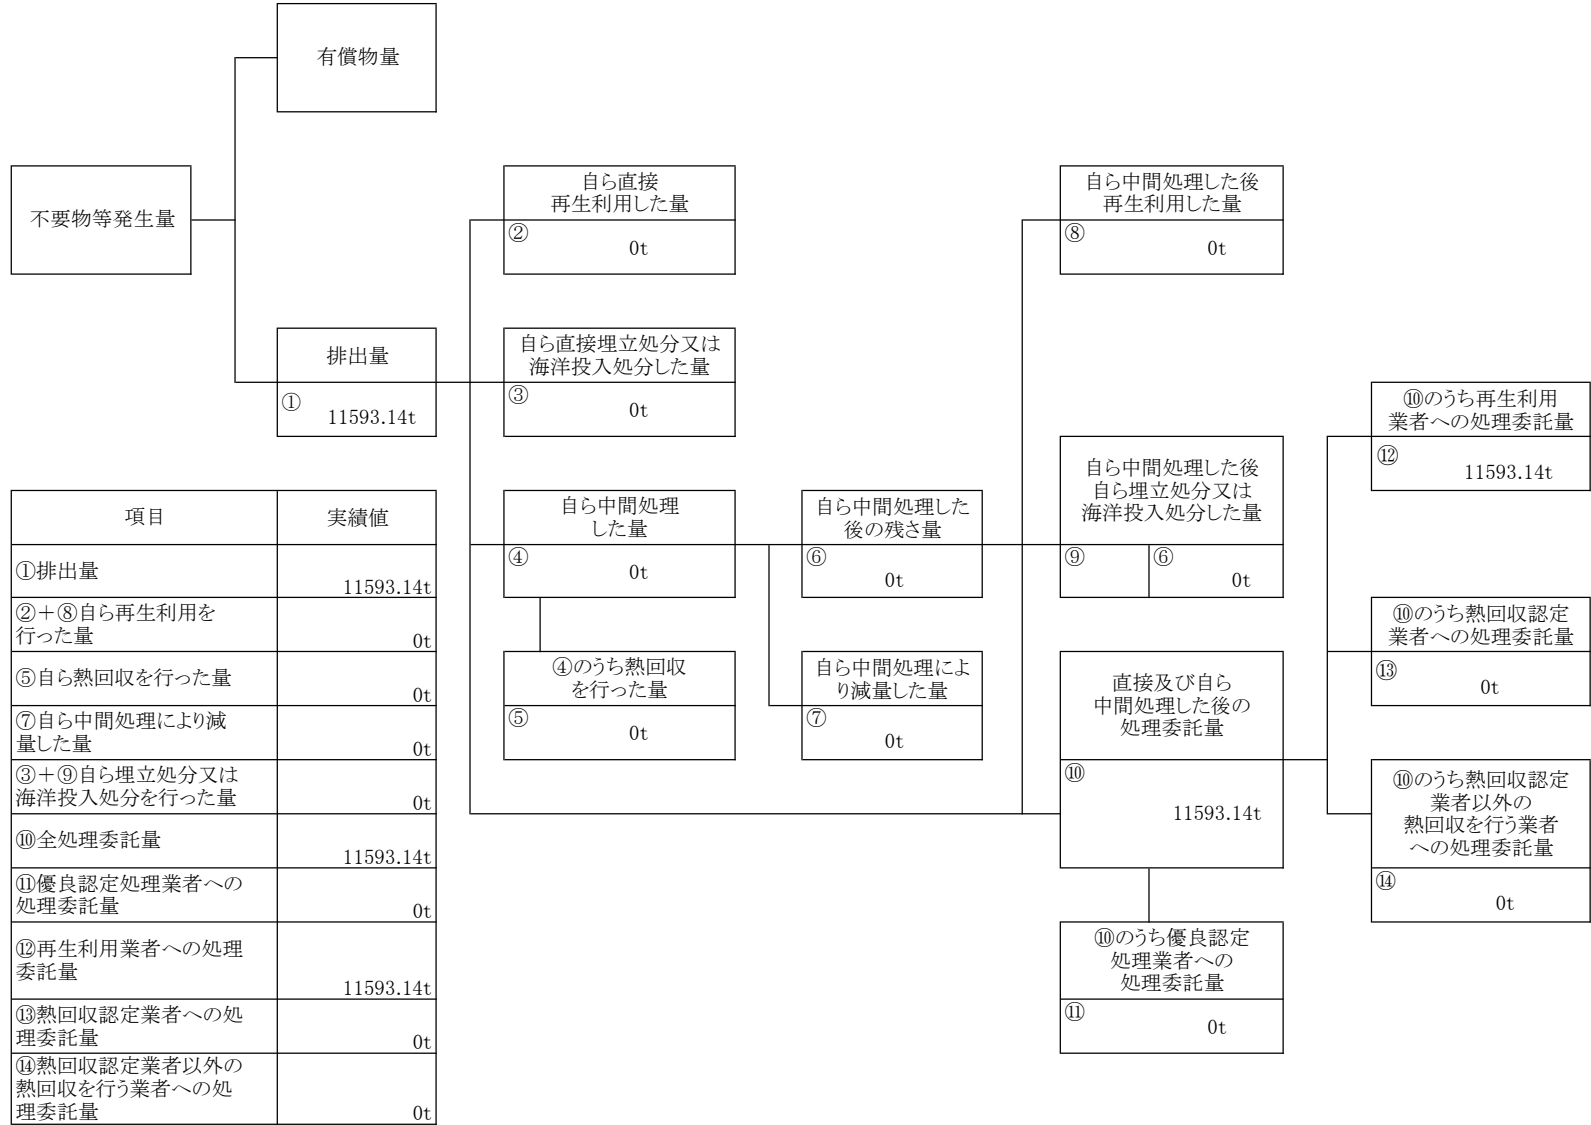 有償物量
不要物等発生量
自ら直接
再生利用した量
②
0t
自ら中間処理した後
再生利用した量
⑧
0t
排出量
①
11593.14t
自ら直接埋立処分又は
海洋投入処分した量
③
0t
⑩のうち再生利用
業者への処理委託量
⑫
11593.14t
自ら中間処理
した量
④
0t
自ら中間処理した
後の残さ量
⑥
0t
自ら中間処理した後
自ら埋立処分又は
海洋投入処分した量
⑨
⑥
0t
④のうち熱回収
を行った量
⑤
0t
自ら中間処理によ
り減量した量
⑦
0t
直接及び自ら
中間処理した後の
処理委託量
⑩
11593.14t
⑩のうち熱回収認定
業者への処理委託量
⑬
0t
⑩のうち熱回収認定
業者以外の
熱回収を行う業者
への処理委託量
⑭
0t
⑩のうち優良認定
処理業者への
処理委託量
⑪
0t
項目
実績値
①排出量
11593.14t
②+⑧自ら再生利用を
行った量
0t
⑤自ら熱回収を行った量
0t
⑦自ら中間処理により減
量した量
0t
③+⑨自ら埋立処分又は
海洋投入処分を行った量
0t
⑩全処理委託量
11593.14t
⑪優良認定処理業者への
処理委託量
0t
⑫再生利用業者への処理
委託量
11593.14t
⑬熱回収認定業者への処
理委託量
0t
⑭熱回収認定業者以外の
熱回収を行う業者への処
理委託量
0t